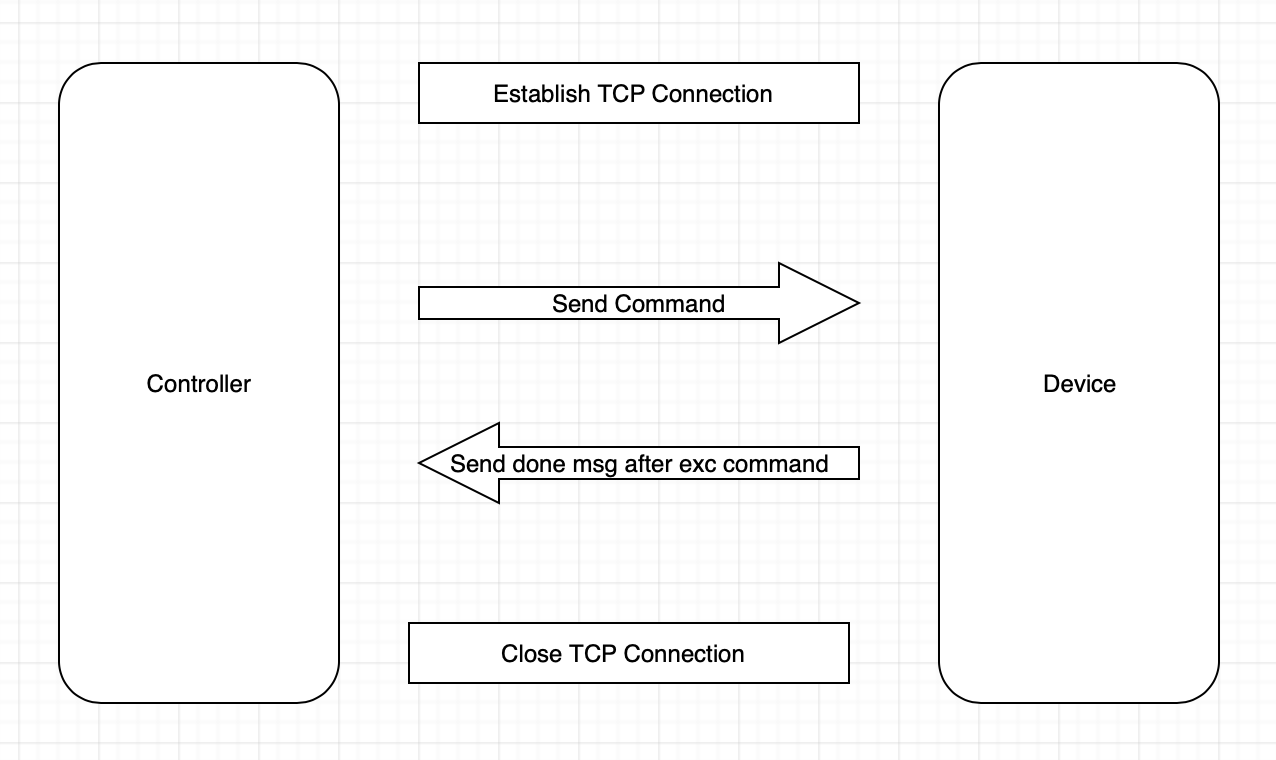 Establish TCP Connection
Send Command
Controller
Device
Send done msg after exc command
Close TCP Connection